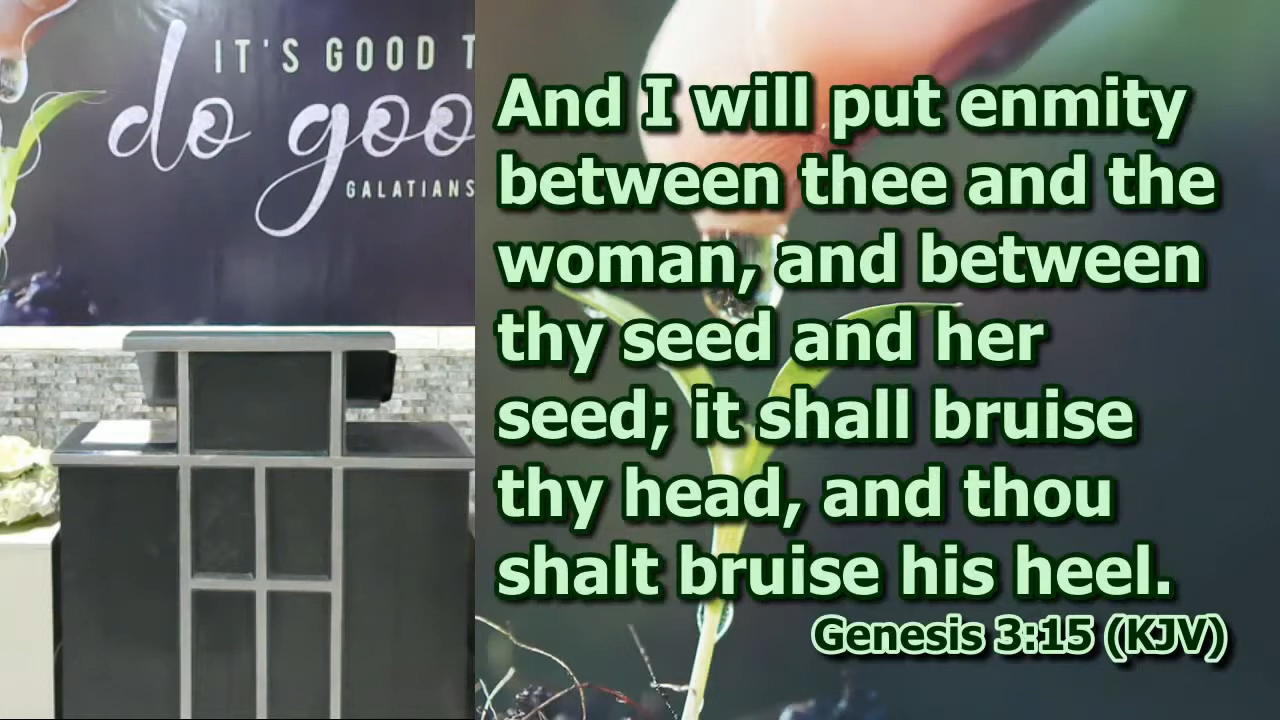 IT'S GOOD T
do goo
GALATIANS
And I will put enmity
between thee and the
woman, and between
thy seed and her
seed; it shall bruise
thy head, and thou
shalt bruise his heel.
Genesis 3:15 (KJV)